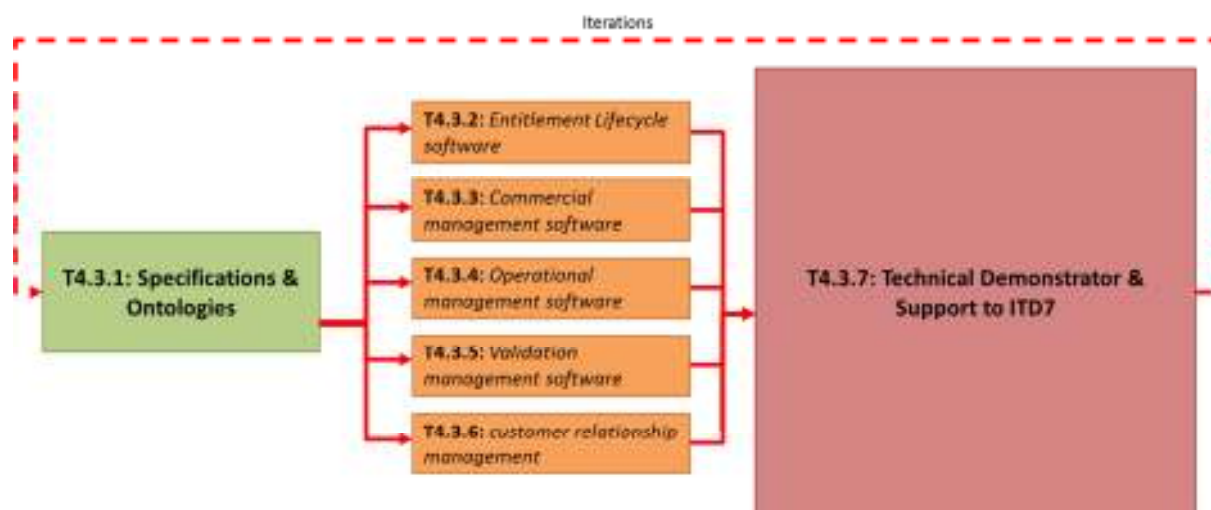 Iterations
T4.3.2: Entitlement Lifecycle
software
T4.3.3: Commercial
management software
T4.3.1: Specifications &
Ontologies
T4.3.4: Operational
management software
T4.3.7: Technical Demonstrator &
Support to ITD7
T4.3.5: Validation
management software
T4.3.6: customer relationship
management